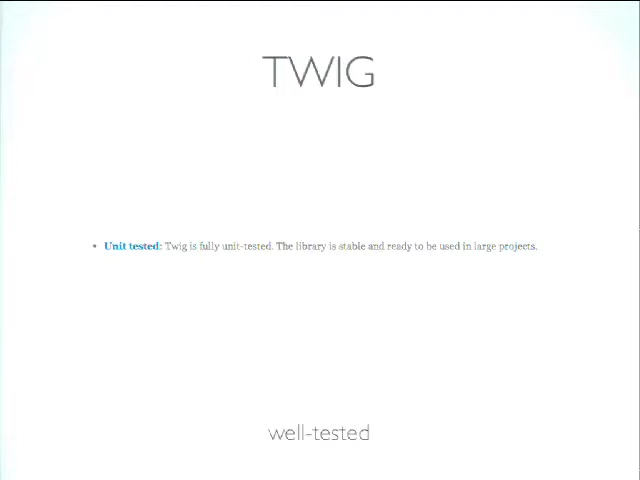 TWIG
• Unit tested: Twig is fully unit-tested. The library is stable and ready to be used in large projects.
well-tested